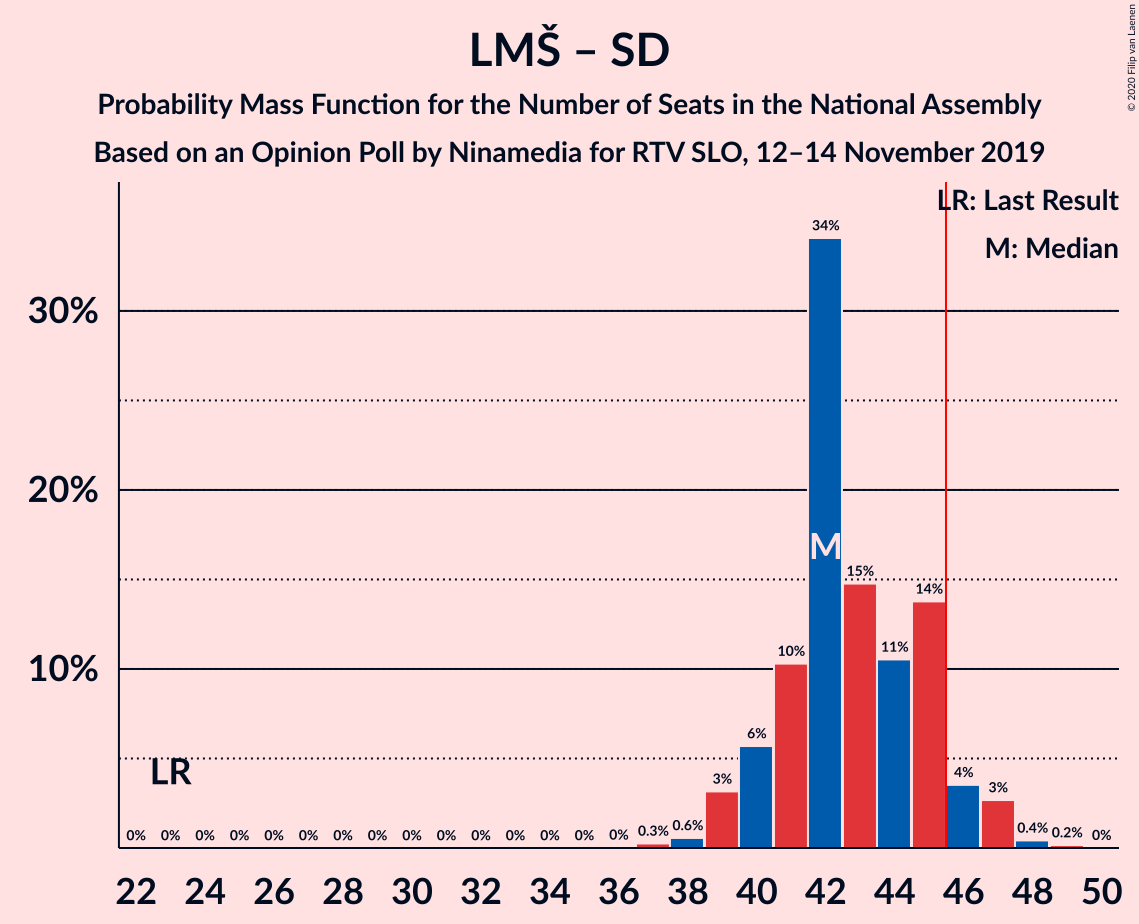 LMŠ – SD
Probability Mass Function for the Number of Seats in the National Assembly
Based on an Opinion Poll by Ninamedia for RTV SLO, 12–14 November 2019
© 2020 Filip van Laenen
LR: Last Result
M: Median
30%
20%
10%
34%
M
15%
14%
10%
11%
6%
3%
4%
3%
LR
0% 0% 0% 0% 0% 0% 0% 0% 0% 0% 0% 0% 0% 0% 0% 0.3% 0.6% 0.4% 0.2% 0%
22 24 26 28 30 32 34 36 38 40 42 44 46 48 50